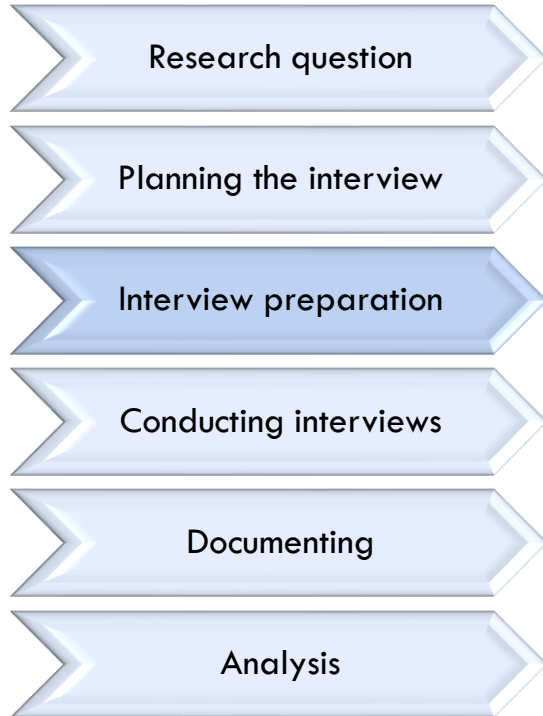 Research question
Planning the interview
Interview preparation
Conducting interviews
Documenting
Analysis